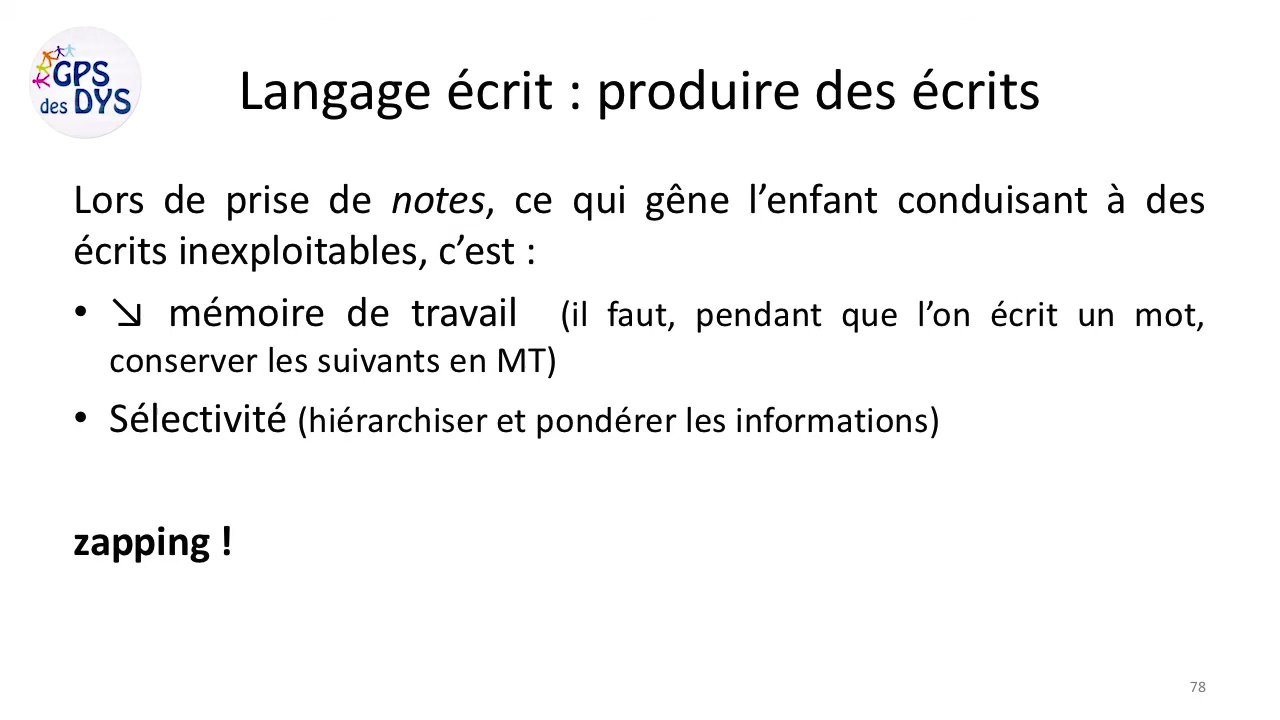 GPS
des DYS
Langage écrit : produire des écrits
Lors de prise de notes, ce qui gêne l’enfant conduisant à des
écrits inexploitables, c’est :
• ↘ mémoire de travail (il faut, pendant que l’on écrit un mot,
conserver les suivants en MT)
• Sélectivité (hiérarchiser et pondérer les informations)
zapping !
78